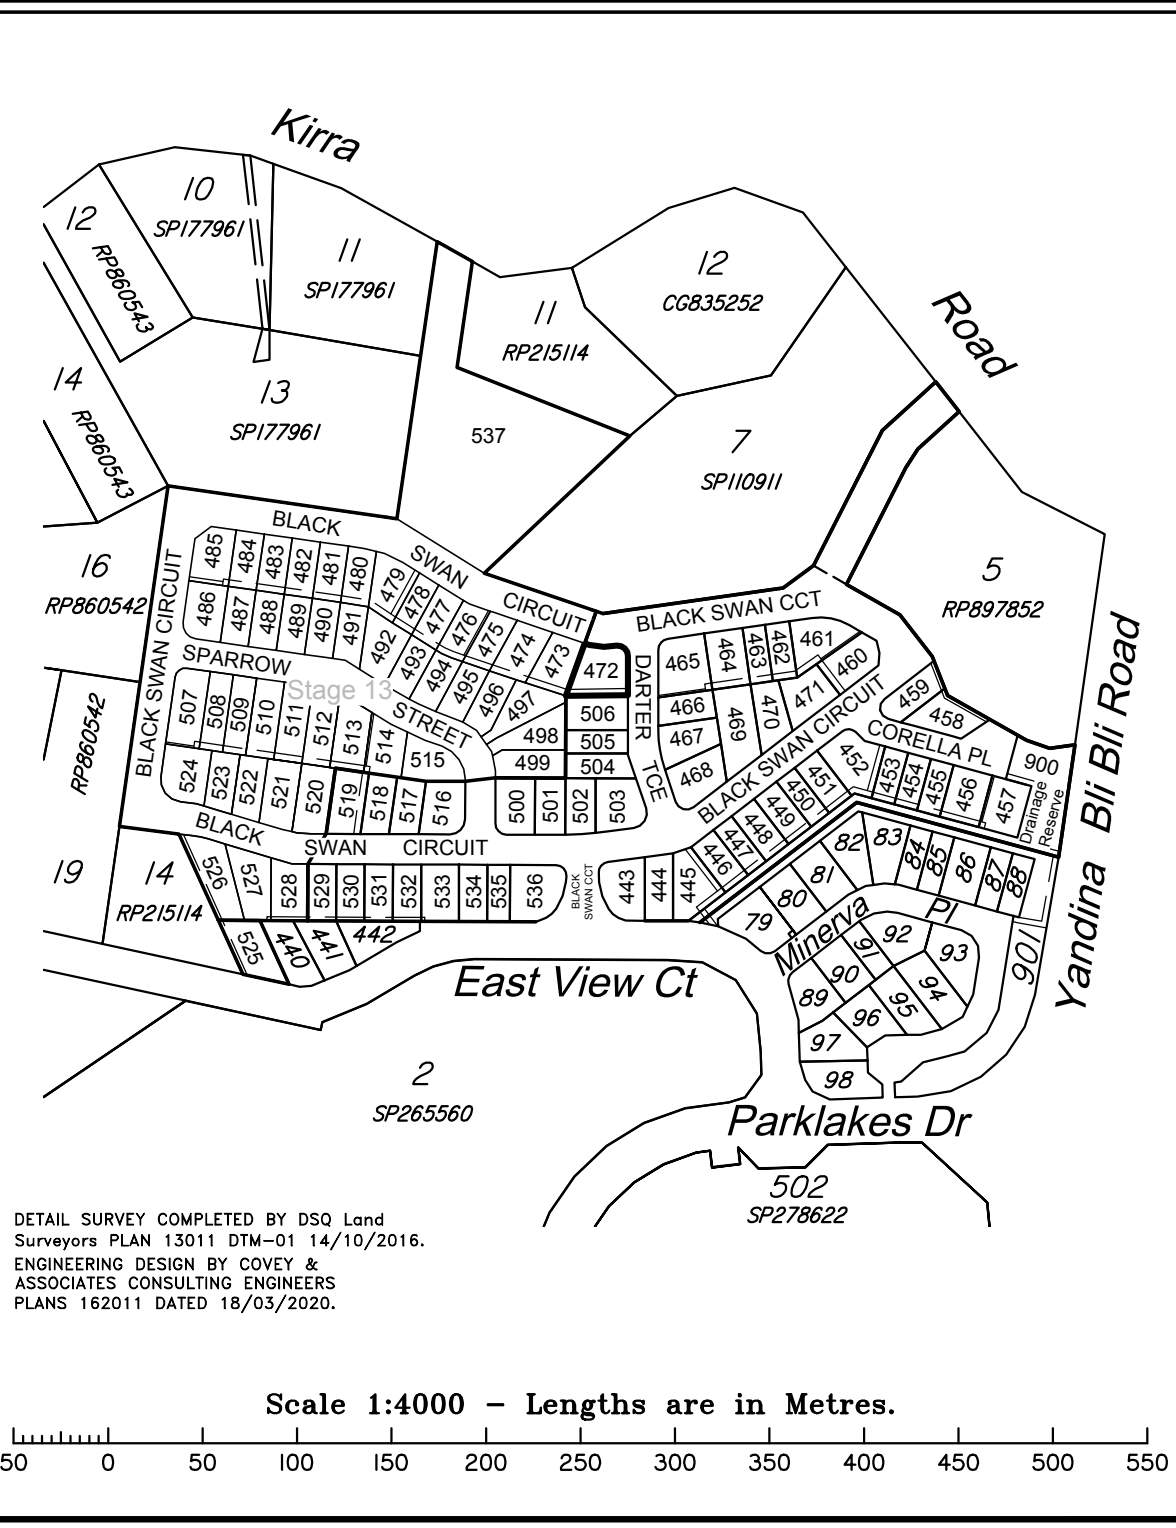 Kirra
Road
10
SP177961
12
RP860543
11
SP177961
12
CG835252
11
RP215114
14
RP860543
13
SP177961
537
7
SP110911
5
RP897852
16
RP860542
BLACK
SWAN
CIRCUIT
BLACK SWAN CCT
BLACK SWAN CIRCUIT
485
484
483
482
481
480
479
478
477
476
475
474
473
472
486
487
488
489
490
491
492
493
494
495
496
497
498
499
SPARROW
STREET
Stage 13
507
508
509
510
511
512
513
514
515
506
505
504
524
523
522
521
520
519
518
517
516
500
501
502
503
DARTER
TCE
465
464
463
462
461
460
466
467
468
469
470
471
459
458
BLACK SWAN CIRCUIT
CORELLA PL
900
Drainage
Reserve
452
453
454
455
456
457
451
450
449
448
447
446
RP860542
19
14
RP215114
BLACK
SWAN
CIRCUIT
526
527
528
529
530
531
532
533
534
535
536
BLACK
SWAN CCT
443
444
445
525
440
441
442
79
80
81
82
83
84
85
86
87
88
Minerva
Pl
89
90
91
92
93
94
95
96
97
98
901
Yandina Bli Bli Road
East View Ct
2
SP265560
Parklakes Dr
502
SP278622
DETAIL SURVEY COMPLETED BY DSQ Land
Surveyors PLAN 13011 DTM-01 14/10/2016.
ENGINEERING DESIGN BY COVEY &
ASSOCIATES CONSULTING ENGINEERS
PLANS 162011 DATED 18/03/2020.
Scale 1:4000 - Lengths are in Metres.
50 0 50 100 150 200 250 300 350 400 450 500 550